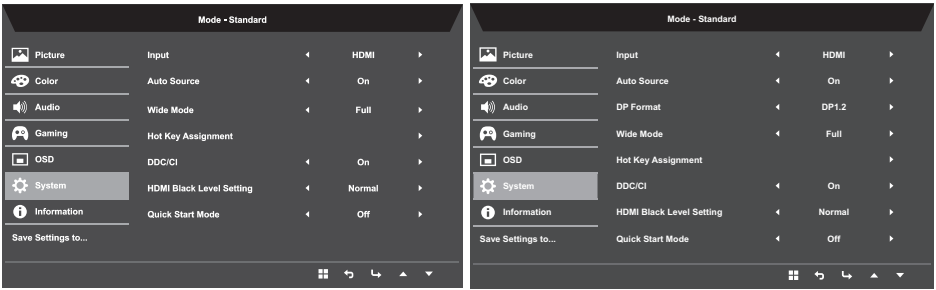 Mode - Standard
Picture
Input HDMI
Color
Auto Source On
Audio
Wide Mode Full
Gaming
Hot Key Assignment
OSD
DDC/CI On
System
HDMI Black Level Setting Normal
Information
Quick Start Mode Off
Save Settings to...
Mode - Standard
Picture
Input HDMI
Color
Auto Source On
Audio
DP Format DP1.2
Gaming
Wide Mode Full
OSD
Hot Key Assignment
System
DDC/CI On
Information
HDMI Black Level Setting Normal
Save Settings to...
Quick Start Mode Off